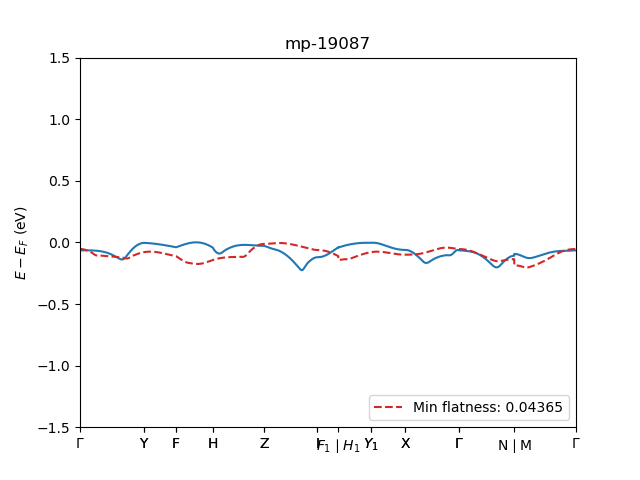 mp-19087
E − E_F (eV)
1.5
1.0
0.5
0.0
−0.5
−1.0
−1.5
Min flatness: 0.04365
Γ Y F H Z I F₁ | H₁ Y₁ X Γ N | M Γ